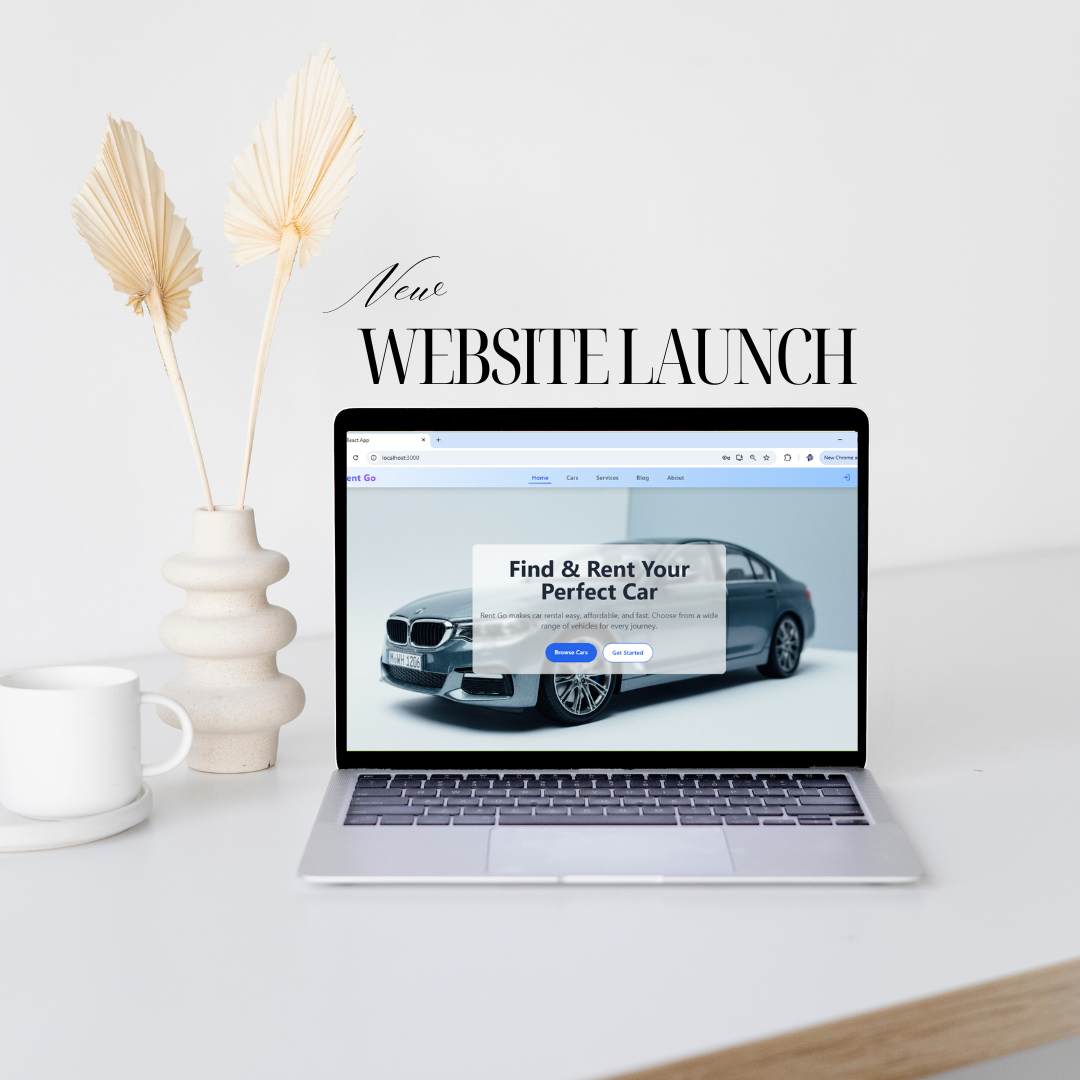 New
WEBSITE LAUNCH
React App
localhost:3000
New Chrome a
ent Go
Home Cars Services Blog About
Find & Rent Your
Perfect Car
Rent Go makes car rental easy, affordable, and fast. Choose from a wide
range of vehicles for every journey.
Browse Cars Get Started